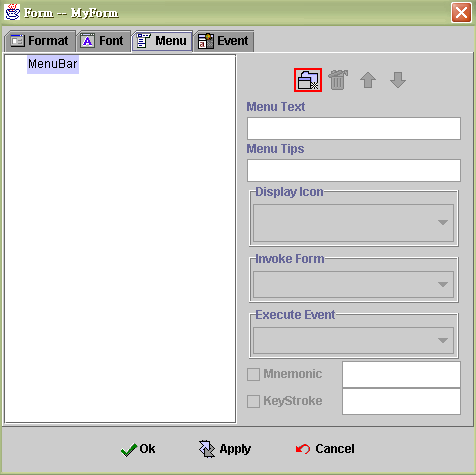 Form -- MyForm
Format Font Menu Event
MenuBar
Menu Text
Menu Tips
Display Icon
Invoke Form
Execute Event
Mnemonic
KeyStroke
Ok Apply Cancel